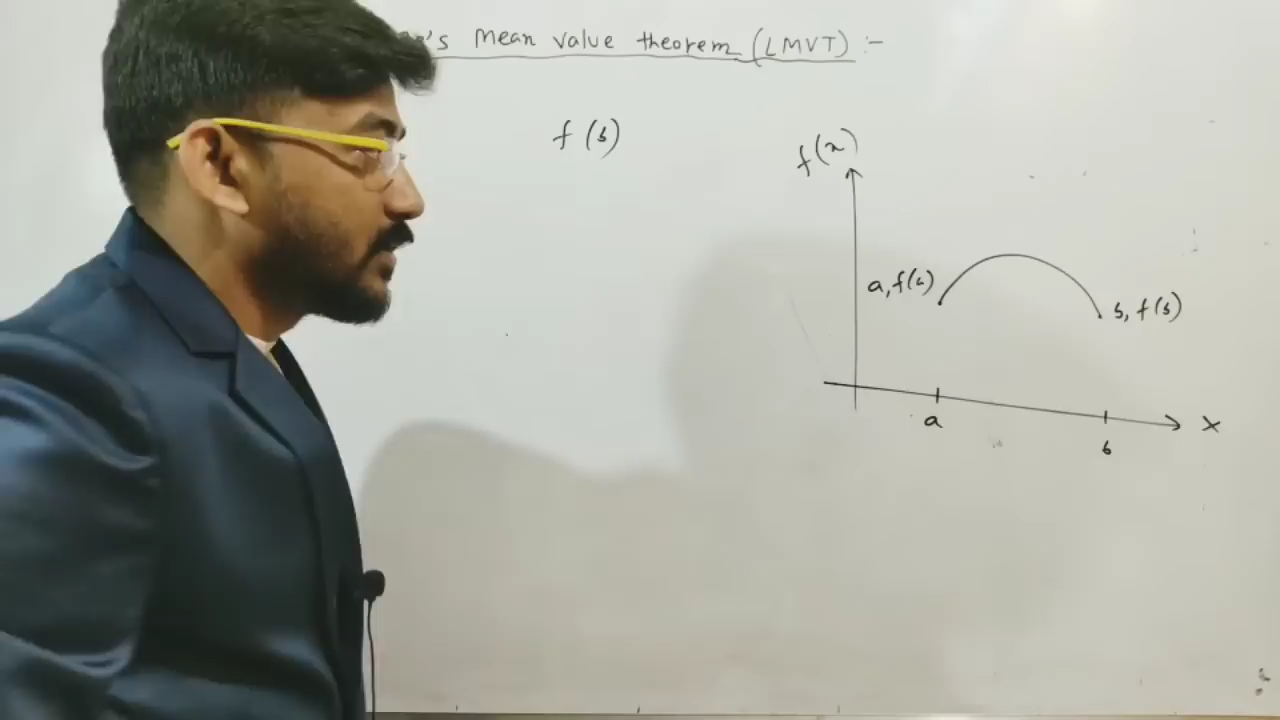 's Mean value theorem (LMVT) :-
f (b)
f(x)
a, f(a)
b, f(b)
a
b
x